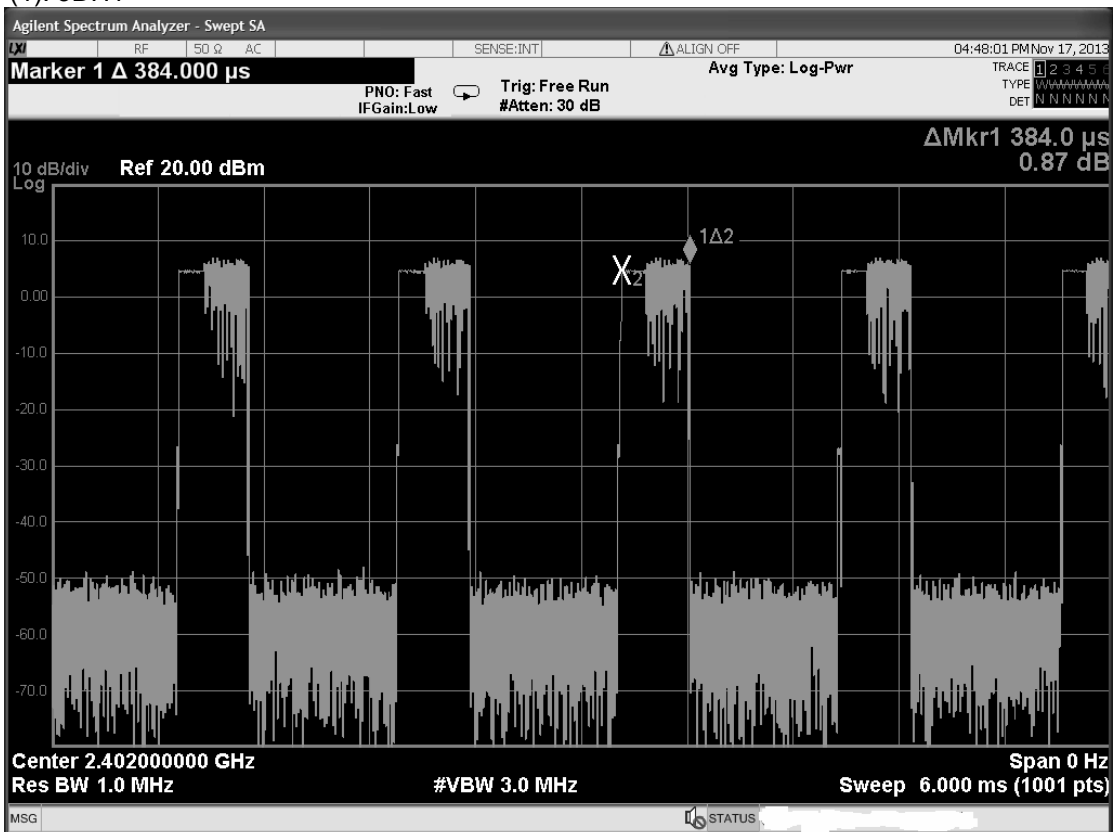 Agilent Spectrum Analyzer - Swept SA
LXI RF 50 Ω AC SENSE:INT ALIGN OFF 04:48:01 PM Nov 17, 2013
Marker 1 Δ 384.000 µs
Avg Type: Log-Pwr
TRACE 1 2 3 4 5 6
PNO: Fast Trig: Free Run
TYPE
IFGain:Low #Atten: 30 dB
DET N N N N N N
ΔMkr1 384.0 µs
0.87 dB
10 dB/div Ref 20.00 dBm
Log
10.0
1Δ2
X2
0.00
-10.0
-20.0
-30.0
-40.0
-50.0
-60.0
-70.0
Center 2.402000000 GHz Span 0 Hz
Res BW 1.0 MHz #VBW 3.0 MHz Sweep 6.000 ms (1001 pts)
MSG STATUS